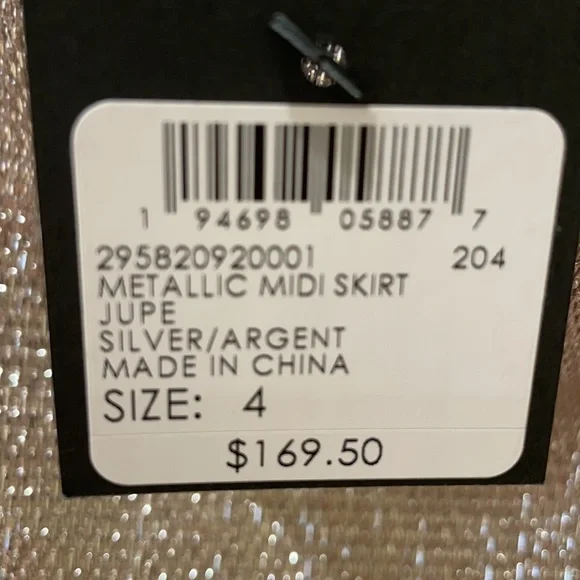 1 94698 05887 7
295820920001 204
METALLIC MIDI SKIRT
JUPE
SILVER/ARGENT
MADE IN CHINA
SIZE: 4
$169.50